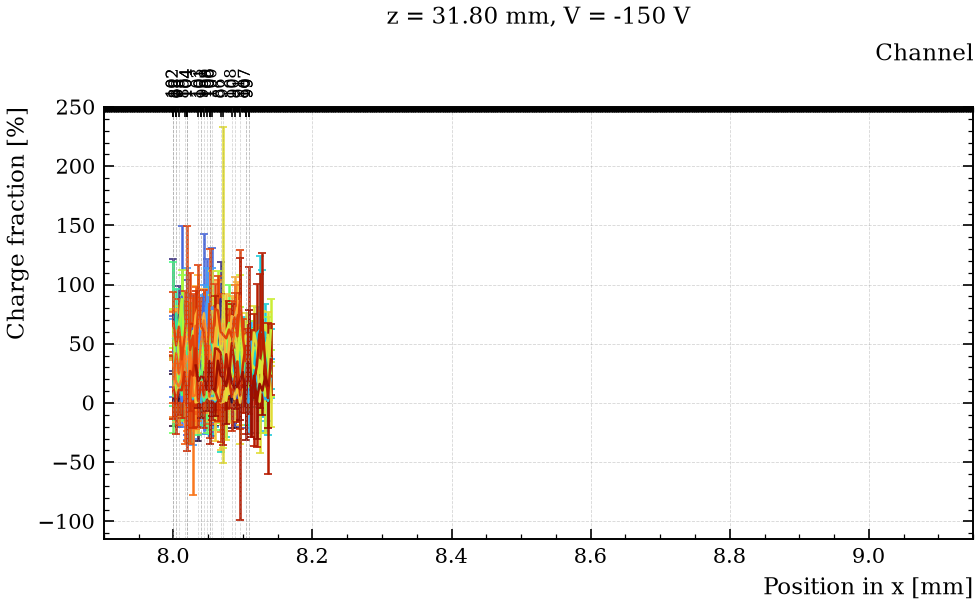 z = 31.80 mm, V = -150 V
Channel
250
200
150
100
50
0
−50
−100
Charge fraction [%]
8.0 8.2 8.4 8.6 8.8 9.0
Position in x [mm]